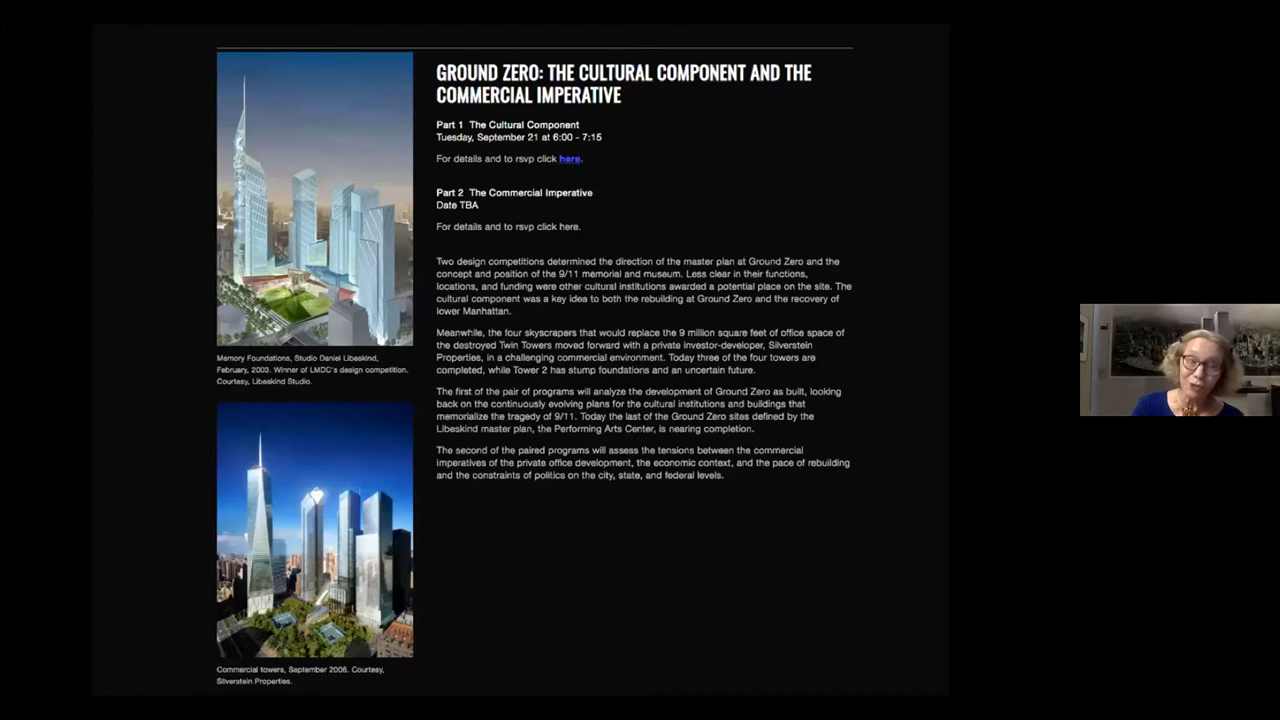 GROUND ZERO: THE CULTURAL COMPONENT AND THE
COMMERCIAL IMPERATIVE
Part 1 The Cultural Component
Tuesday, September 21 at 6:00 - 7:15
For details and to rsvp click here.
Part 2 The Commercial Imperative
Date TBA
For details and to rsvp click here.
Two design competitions determined the direction of the master plan at Ground Zero and the
concept and position of the 9/11 memorial and museum. Less clear in their functions,
locations, and funding were other cultural institutions awarded a potential place on the site. The
cultural component was a key idea to both the rebuilding at Ground Zero and the recovery of
lower Manhattan.
Meanwhile, the four skyscrapers that would replace the 9 million square feet of office space of
the destroyed Twin Towers moved forward with a private investor-developer, Silverstein
Properties, in a challenging commercial environment. Today three of the four towers are
completed, while Tower 2 has stump foundations and an uncertain future.
The first of the pair of programs will analyze the development of Ground Zero as built, looking
back on the continuously evolving plans for the cultural institutions and buildings that
memorialize the tragedy of 9/11. Today the last of the Ground Zero sites defined by the
Libeskind master plan, the Performing Arts Center, is nearing completion.
The second of the paired programs will assess the tensions between the commercial
imperatives of the private office development, the economic context, and the pace of rebuilding
and the constraints of politics on the city, state, and federal levels.
Memory Foundations, Studio Daniel Libeskind,
February, 2003. Winner of LMDC's design competition.
Courtesy, Libeskind Studio.
Commercial towers, September 2006. Courtesy,
Silverstein Properties.